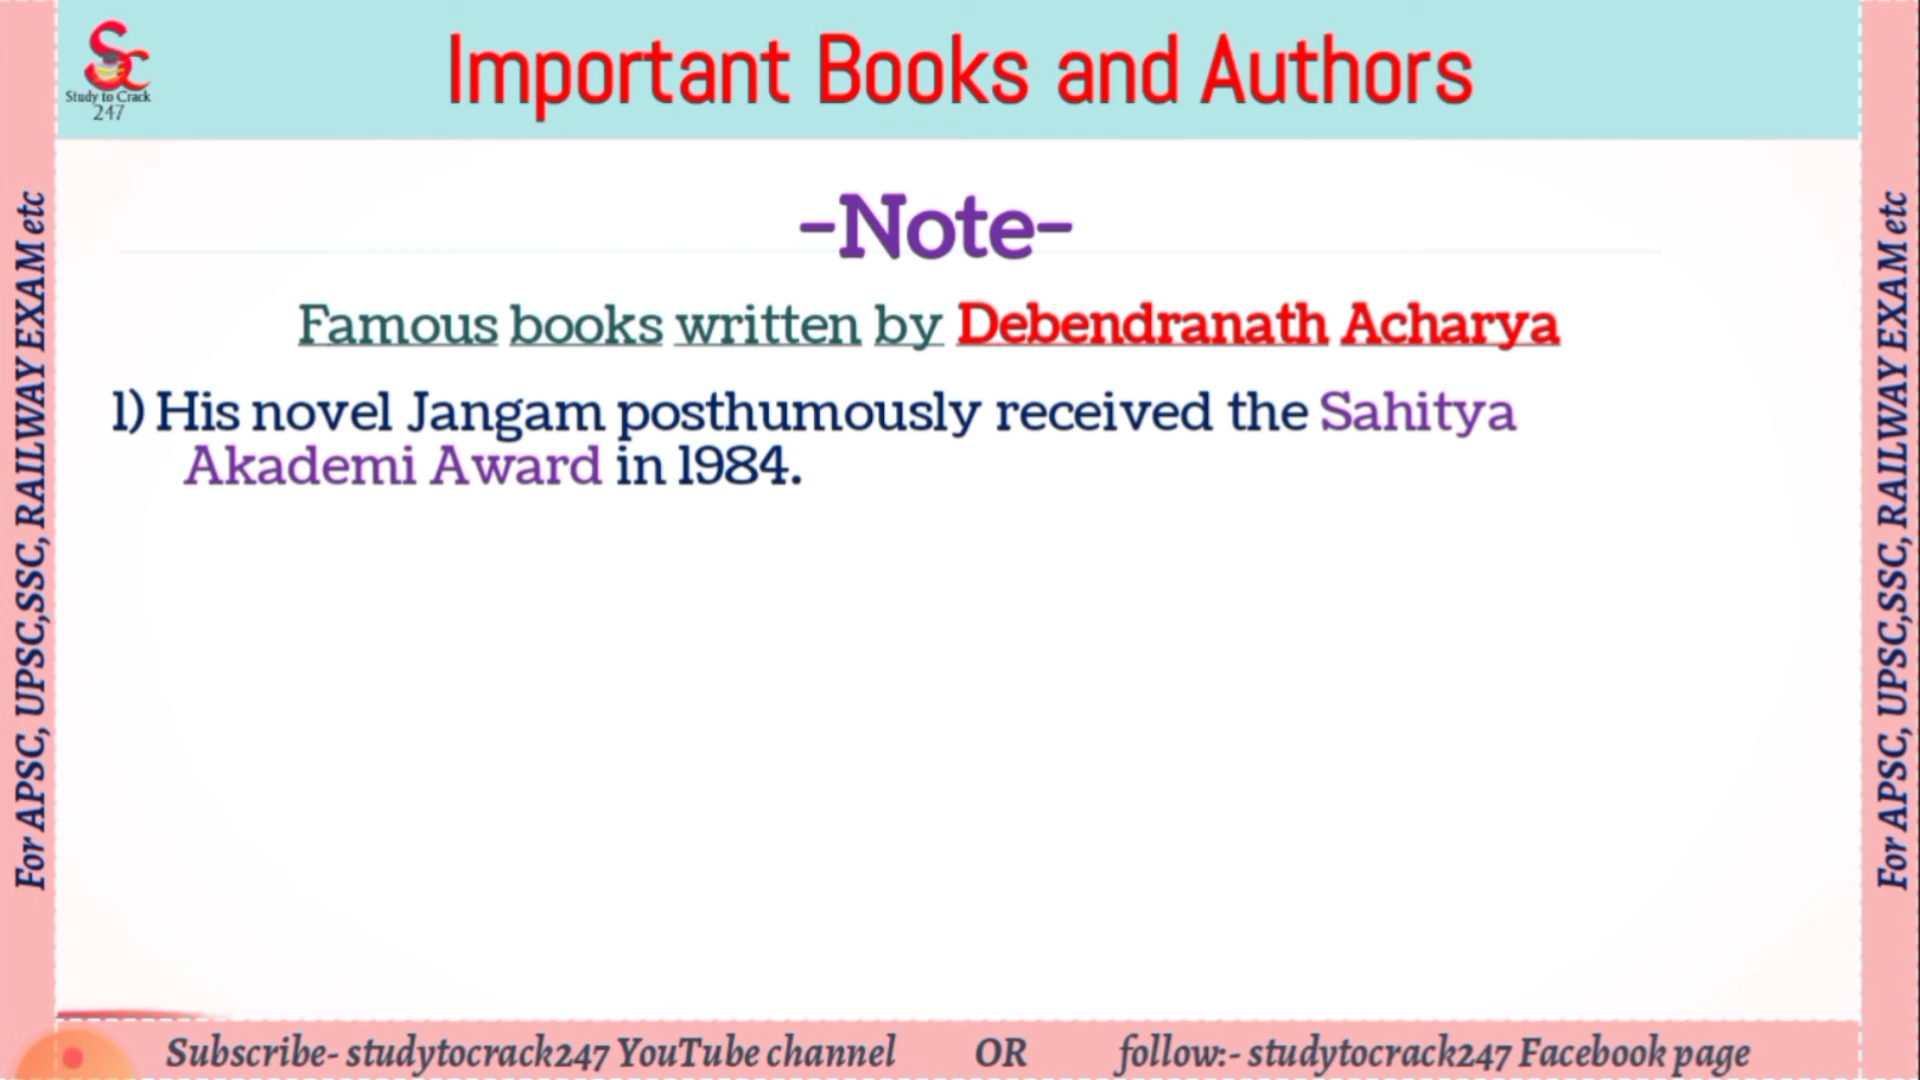 Sc
Study to Crack
247
Important Books and Authors
-Note-
Famous books written by Debendranath Acharya
1) His novel Jangam posthumously received the Sahitya
Akademi Award in 1984.
For APSC, UPSC,SSC, RAILWAY EXAM etc
For APSC, UPSC,SSC, RAILWAY EXAM etc
Subscribe- studytocrack247 YouTube channel OR follow:- studytocrack247 Facebook page